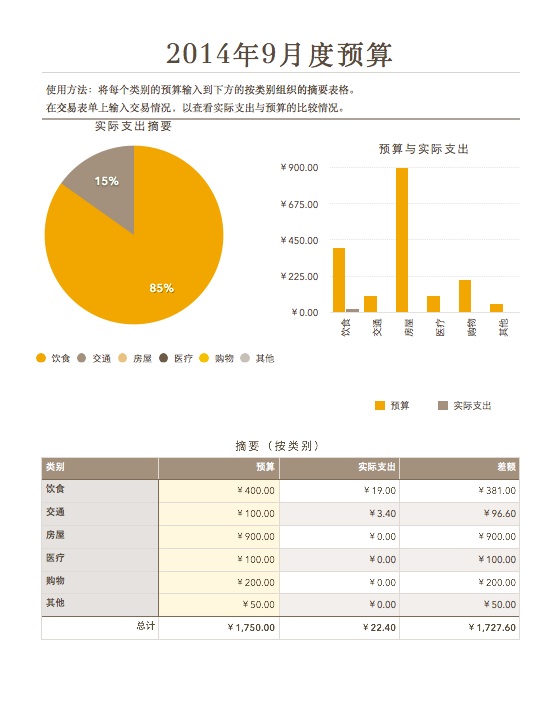 2014年9月度预算
使用方法：将每个类别的预算输入到下方的按类别组织的摘要表格。
在交易表单上输入交易情况，以查看实际支出与预算的比较情况。
实际支出摘要
15%
85%
饮食 交通 房屋 医疗 购物 其他
预算与实际支出
¥900.00
¥675.00
¥450.00
¥225.00
¥0.00
饮食 交通 房屋 医疗 购物 其他
预算 实际支出
摘要（按类别）
类别 预算 实际支出 差额
饮食 ¥400.00 ¥19.00 ¥381.00
交通 ¥100.00 ¥3.40 ¥96.60
房屋 ¥900.00 ¥0.00 ¥900.00
医疗 ¥100.00 ¥0.00 ¥100.00
购物 ¥200.00 ¥0.00 ¥200.00
其他 ¥50.00 ¥0.00 ¥50.00
总计 ¥1,750.00 ¥22.40 ¥1,727.60